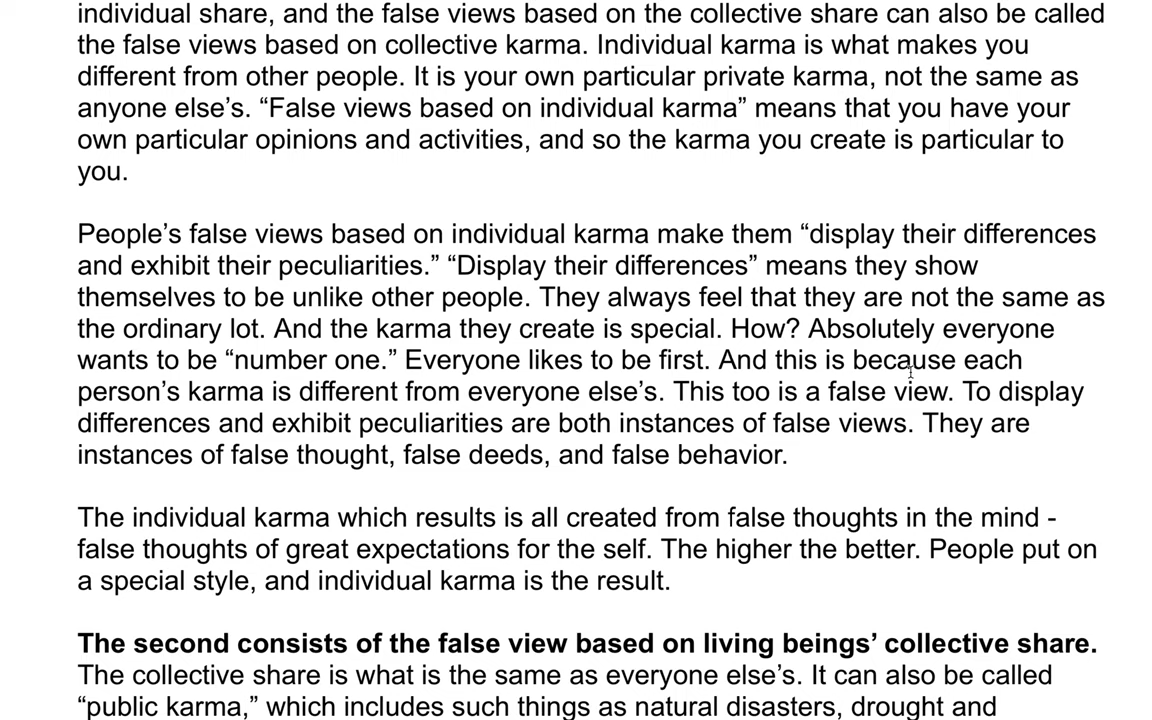 individual share, and the false views based on the collective share can also be called
the false views based on collective karma. Individual karma is what makes you
different from other people. It is your own particular private karma, not the same as
anyone else’s. “False views based on individual karma” means that you have your
own particular opinions and activities, and so the karma you create is particular to
you.
People’s false views based on individual karma make them “display their differences
and exhibit their peculiarities.” “Display their differences” means they show
themselves to be unlike other people. They always feel that they are not the same as
the ordinary lot. And the karma they create is special. How? Absolutely everyone
wants to be “number one.” Everyone likes to be first. And this is because each
person’s karma is different from everyone else’s. This too is a false view. To display
differences and exhibit peculiarities are both instances of false views. They are
instances of false thought, false deeds, and false behavior.
The individual karma which results is all created from false thoughts in the mind -
false thoughts of great expectations for the self. The higher the better. People put on
a special style, and individual karma is the result.
The second consists of the false view based on living beings’ collective share.
The collective share is what is the same as everyone else’s. It can also be called
“public karma,” which includes such things as natural disasters, drought and